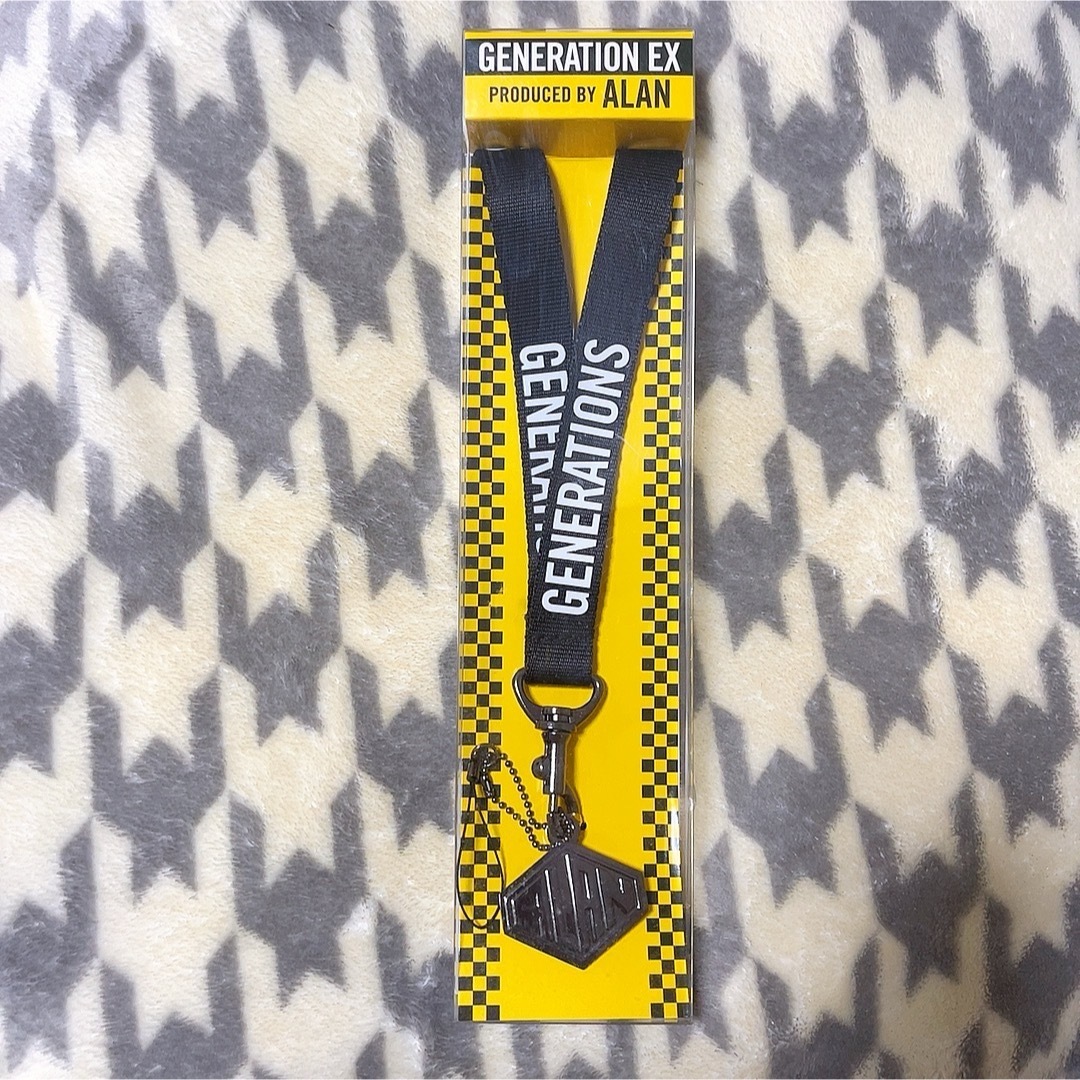 GENERATION EX
PRODUCED BY ALAN
GENERATIONS
ALAN